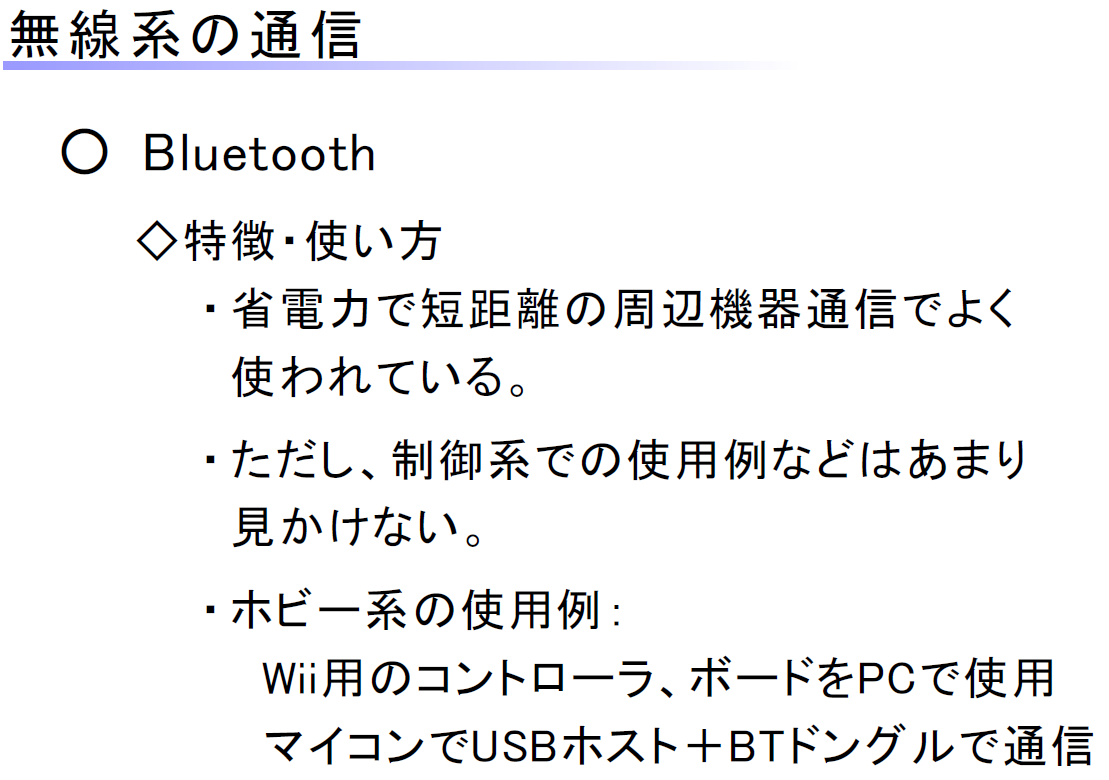 無線系の通信
○ Bluetooth
◇特徴・使い方
・省電力で短距離の周辺機器通信でよく
使われている。
・ただし、制御系での使用例などはあまり
見かけない。
・ホビー系の使用例:
Wii用のコントローラ、ボードをPCで使用
マイコンでUSBホスト＋BTドングルで通信